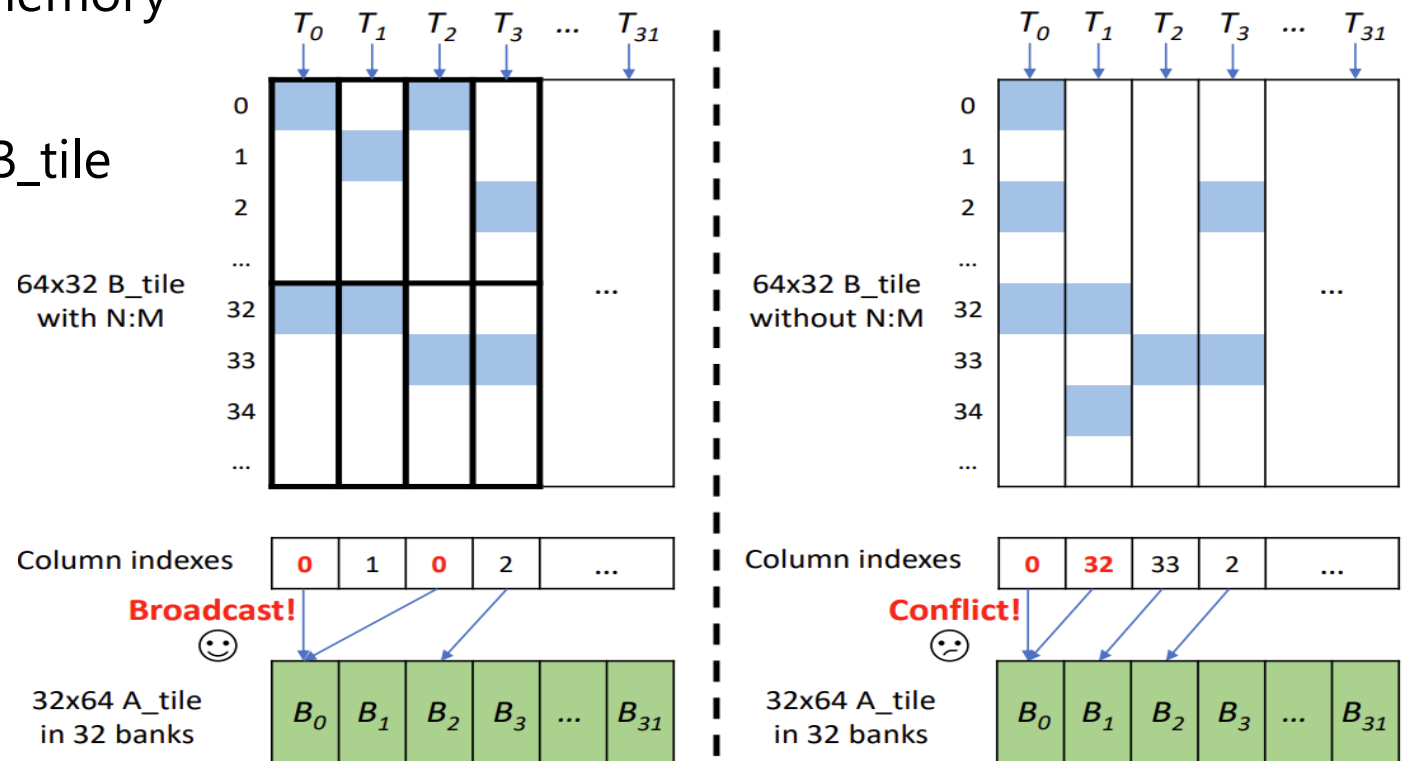 memory
B_tile
T0 T1 T2 T3 ... T31
0
1
2
...
32
33
34
...
64x32 B_tile
with N:M
...
Column indexes
0 1 0 2 ...
Broadcast!
32x64 A_tile
in 32 banks
B0 B1 B2 B3 ... B31
T0 T1 T2 T3 ... T31
0
1
2
...
32
33
34
...
64x32 B_tile
without N:M
...
Column indexes
0 32 33 2 ...
Conflict!
32x64 A_tile
in 32 banks
B0 B1 B2 B3 ... B31